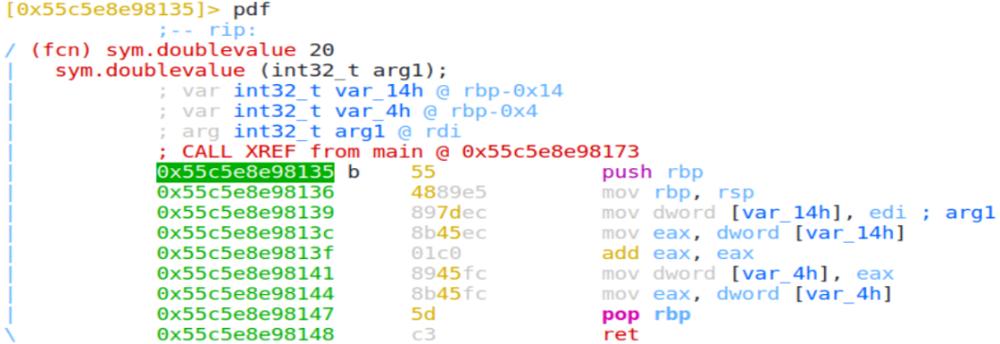 [0x55c5e8e98135]> pdf
;-- rip:
/ (fcn) sym.doublevalue 20
| sym.doublevalue (int32_t arg1);
| ; var int32_t var_14h @ rbp-0x14
| ; var int32_t var_4h @ rbp-0x4
| ; arg int32_t arg1 @ rdi
| ; CALL XREF from main @ 0x55c5e8e98173
| 0x55c5e8e98135 b 55 push rbp
| 0x55c5e8e98136 4889e5 mov rbp, rsp
| 0x55c5e8e98139 897dec mov dword [var_14h], edi ; arg1
| 0x55c5e8e9813c 8b45ec mov eax, dword [var_14h]
| 0x55c5e8e9813f 01c0 add eax, eax
| 0x55c5e8e98141 8945fc mov dword [var_4h], eax
| 0x55c5e8e98144 8b45fc mov eax, dword [var_4h]
| 0x55c5e8e98147 5d pop rbp
\ 0x55c5e8e98148 c3 ret